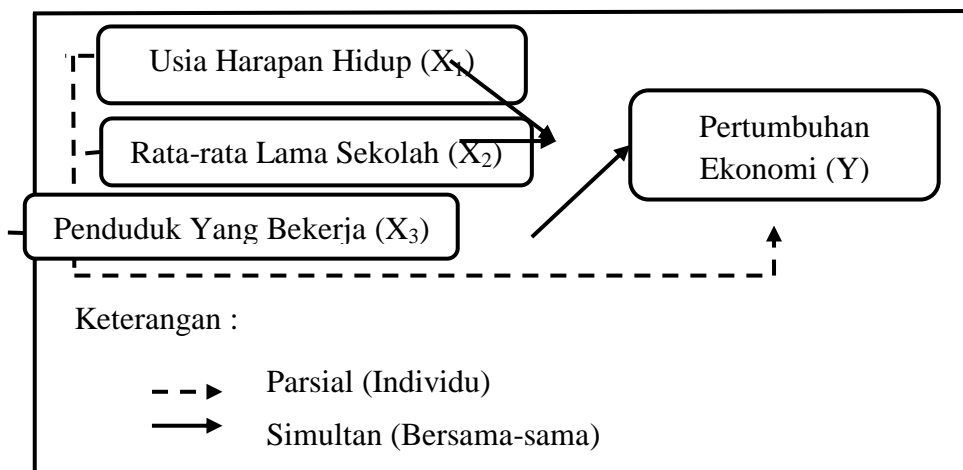 Usia Harapan Hidup (X₁)
Rata-rata Lama Sekolah (X₂)
Penduduk Yang Bekerja (X₃)
Pertumbuhan
Ekonomi (Y)
Keterangan :
Parsial (Individu)
Simultan (Bersama-sama)